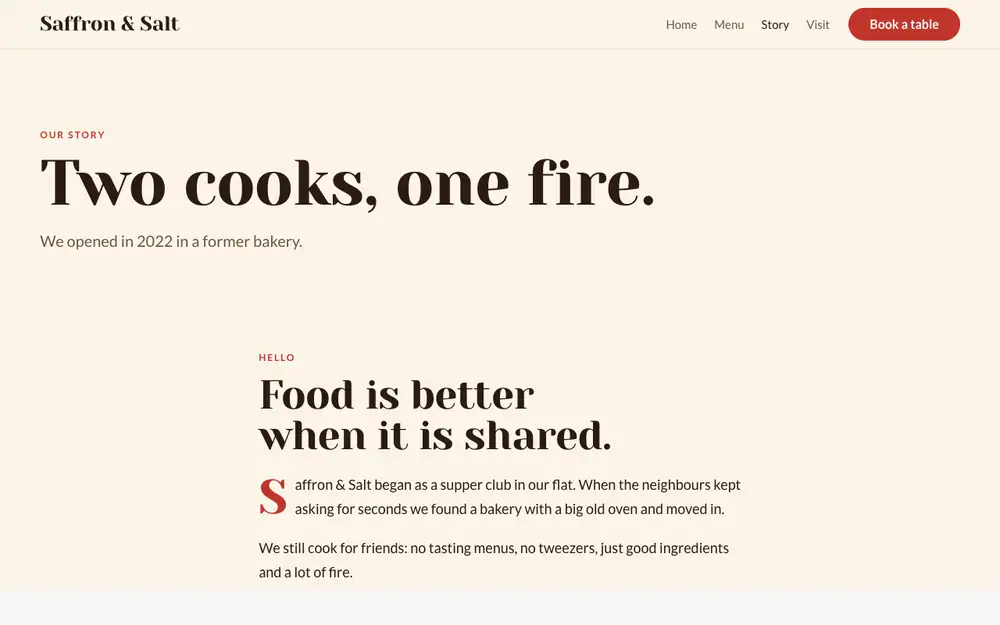 Saffron & Salt
Home Menu Story Visit Book a table
OUR STORY
Two cooks, one fire.
We opened in 2022 in a former bakery.
HELLO
Food is better
when it is shared.
Saffron & Salt began as a supper club in our flat. When the neighbours kept
asking for seconds we found a bakery with a big old oven and moved in.
We still cook for friends: no tasting menus, no tweezers, just good ingredients
and a lot of fire.